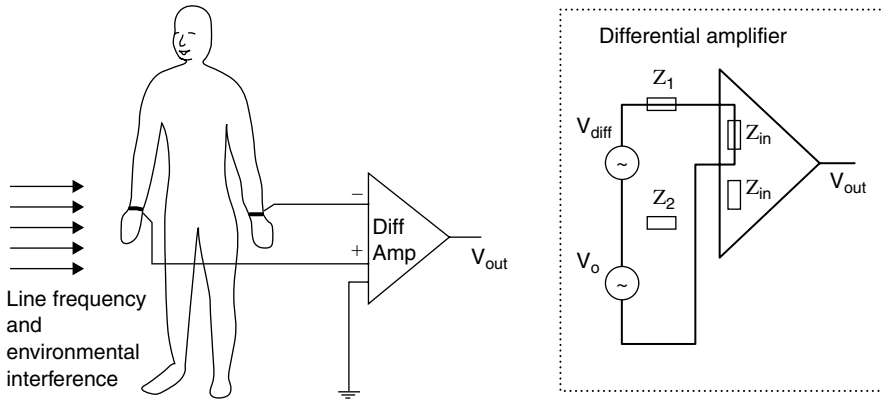 Line frequency
and
environmental
interference
−
+
Diff
Amp
Vout
Differential amplifier
Z1
Vdiff
Zin
Z2
Zin
Vout
Vo
~
~